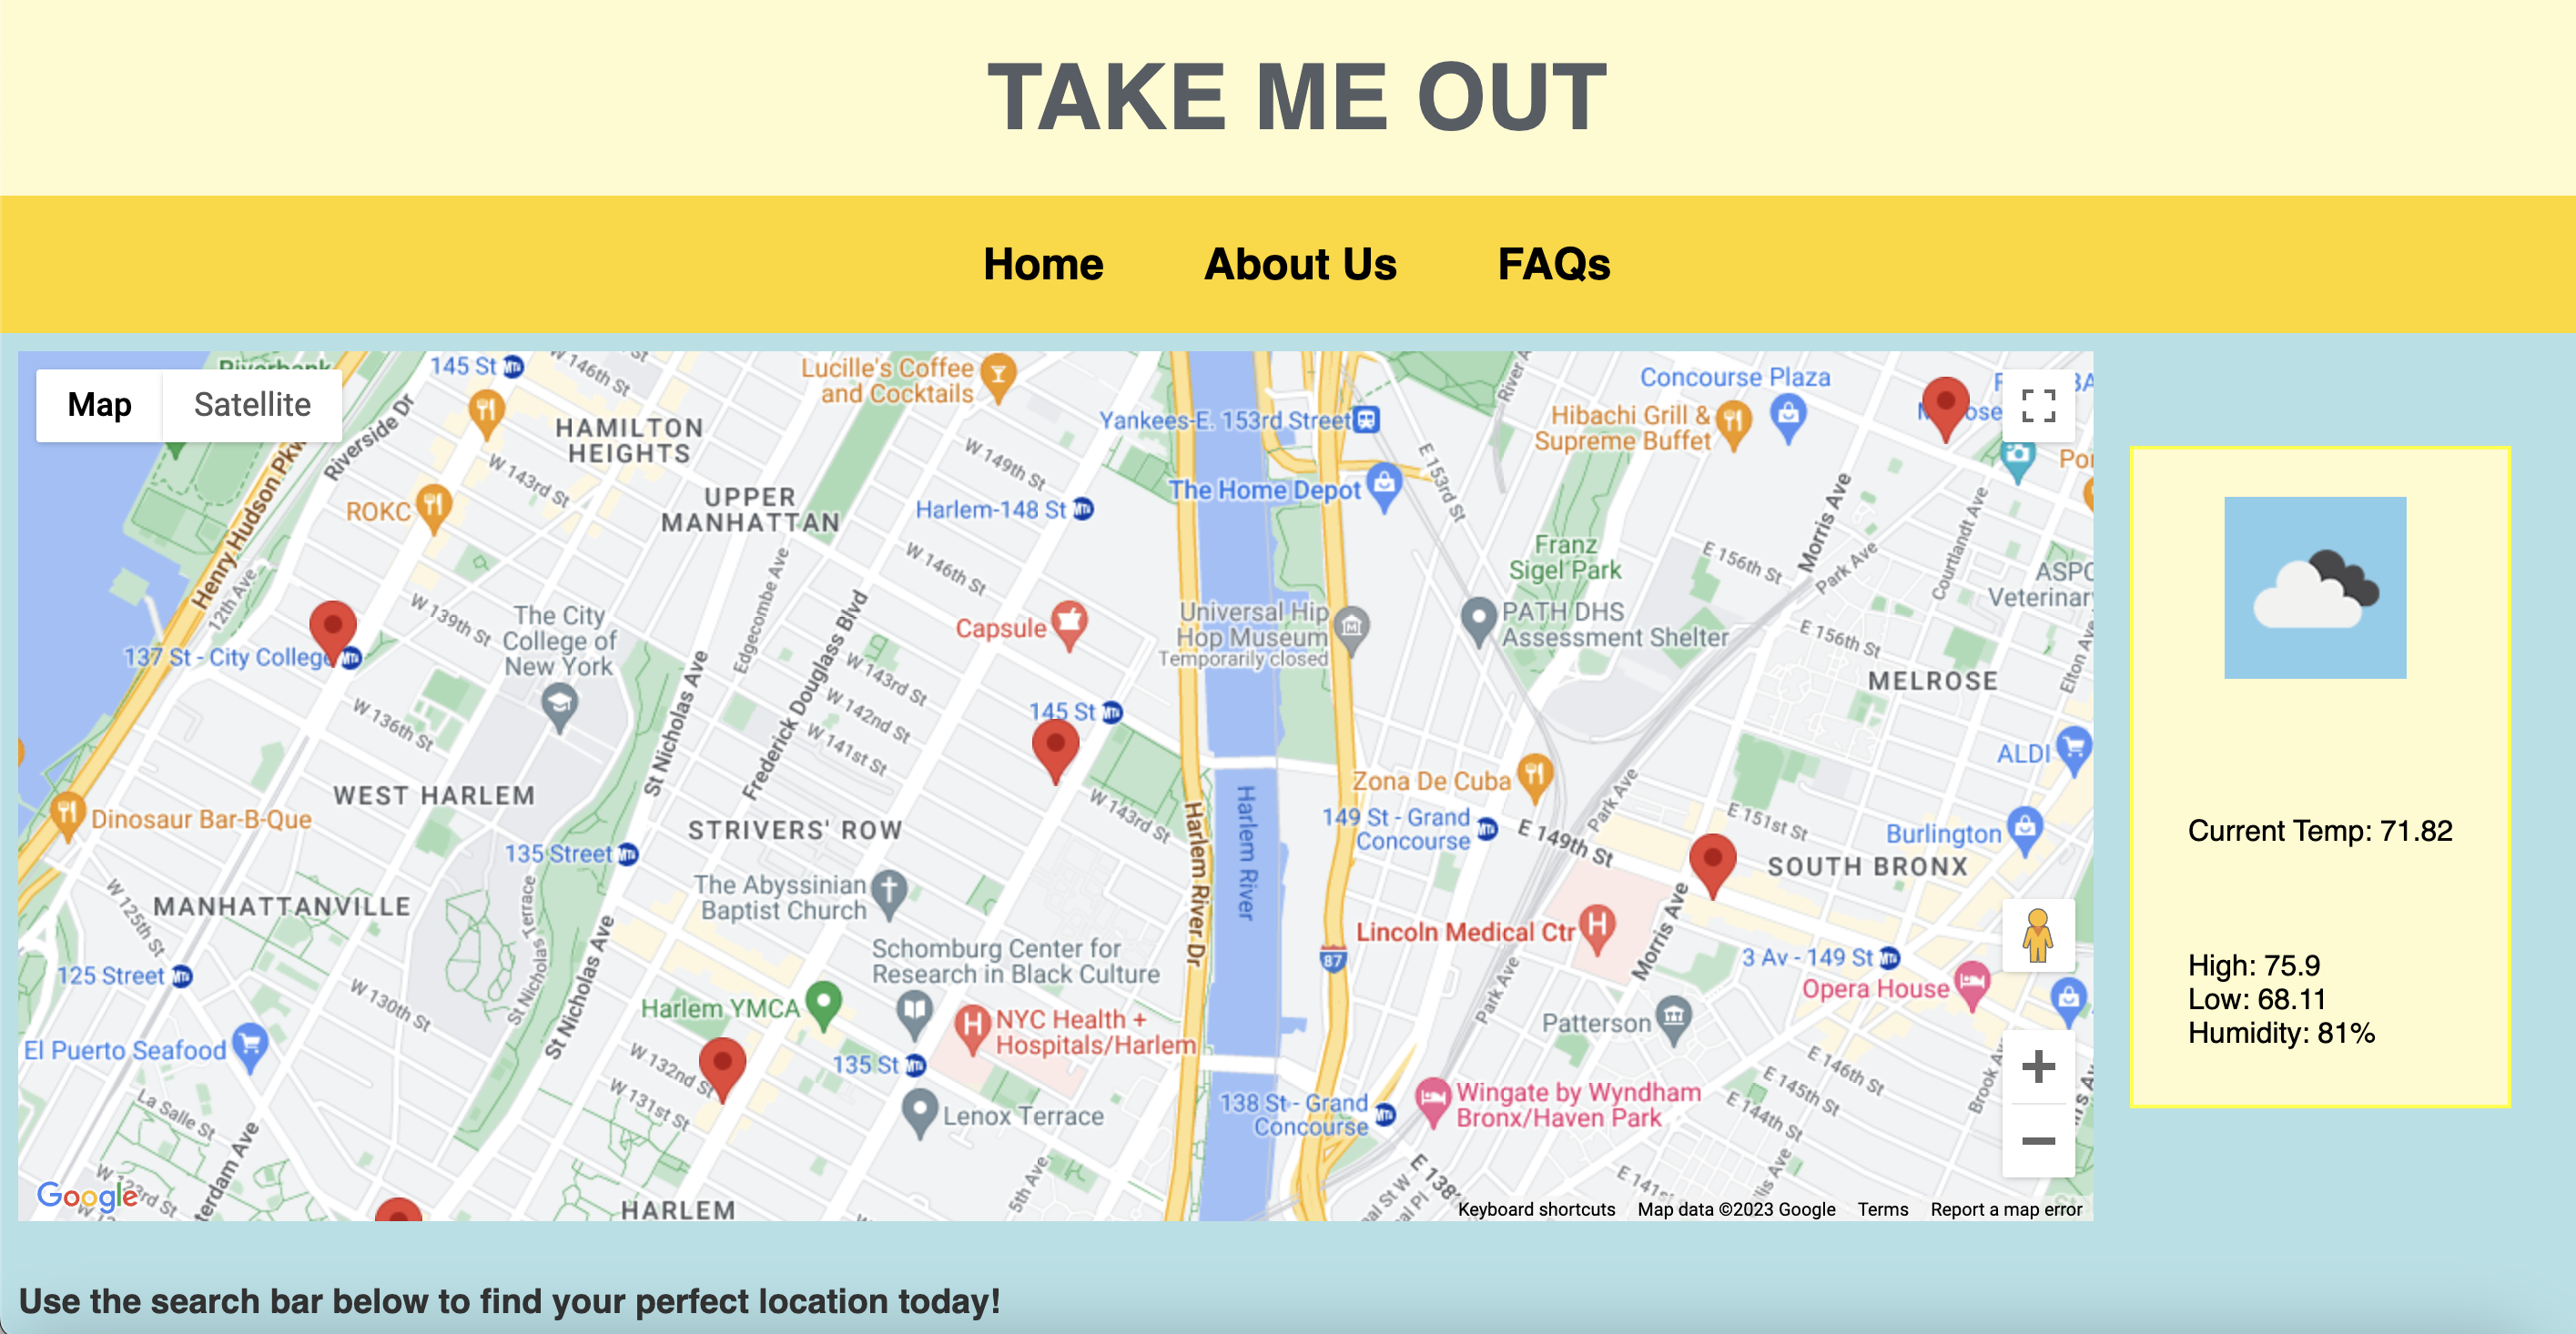 TAKE ME OUT
Home
About Us
FAQs
Map
Satellite
Riverbank
145 St
W 146th St
Lucille's Coffee
and Cocktails
HAMILTON
HEIGHTS
Riverside Dr
Henry Hudson Pkwy
12th Ave
ROKC
W 143rd St
UPPER
MANHATTAN
W 149th St
Harlem-148 St
W 146th St
Yankees-E. 153rd Street
The Home Depot
E 153rd St
River A
Concourse Plaza
Hibachi Grill &
Supreme Buffet
Franz
Sigel Park
E 156th St
Morris Ave
Park Ave
Courtlandt Ave
ASPC
Veterinar
Por
137 St - City College
W 139th St
The City
College of
New York
Edgecombe Ave
Frederick Douglass Blvd
W 143rd St
W 142nd St
W 141st St
Capsule
Universal Hip
Hop Museum
Temporarily closed
PATH DHS
Assessment Shelter
E 156th St
MELROSE
Elton Ave
W 136th St
St Nicholas Ave
145 St
WEST HARLEM
Dinosaur Bar-B-Que
STRIVERS' ROW
135 Street
W 143rd St
Harlem River Dr
Harlem River
Zona De Cuba
149 St - Grand
Concourse
E 149th St
Park Ave
E 151st St
ALDI
Burlington
SOUTH BRONX
MANHATTANVILLE
The Abyssinian
Baptist Church
W 125th St
125 Street
W 130th St
St Nicholas Terrace
St Nicholas Ave
Schomburg Center for
Research in Black Culture
87
Lincoln Medical Ctr
Morris Ave
Park Ave
3 Av - 149 St
Opera House
Harlem YMCA
NYC Health +
Hospitals/Harlem
Patterson
El Puerto Seafood
W 132nd St
W 131st St
135 St
Lenox Terrace
138 St - Grand
Concourse
Wingate by Wyndham
Bronx/Haven Park
E 146th St
E 145th St
E 144th St
Brook Av
La Salle St
W 123rd St
terdam Ave
HARLEM
5th Ave
E 138
E 141s
Google
Keyboard shortcuts
Map data ©2023 Google
Terms
Report a map error
Current Temp: 71.82
High: 75.9
Low: 68.11
Humidity: 81%
Use the search bar below to find your perfect location today!